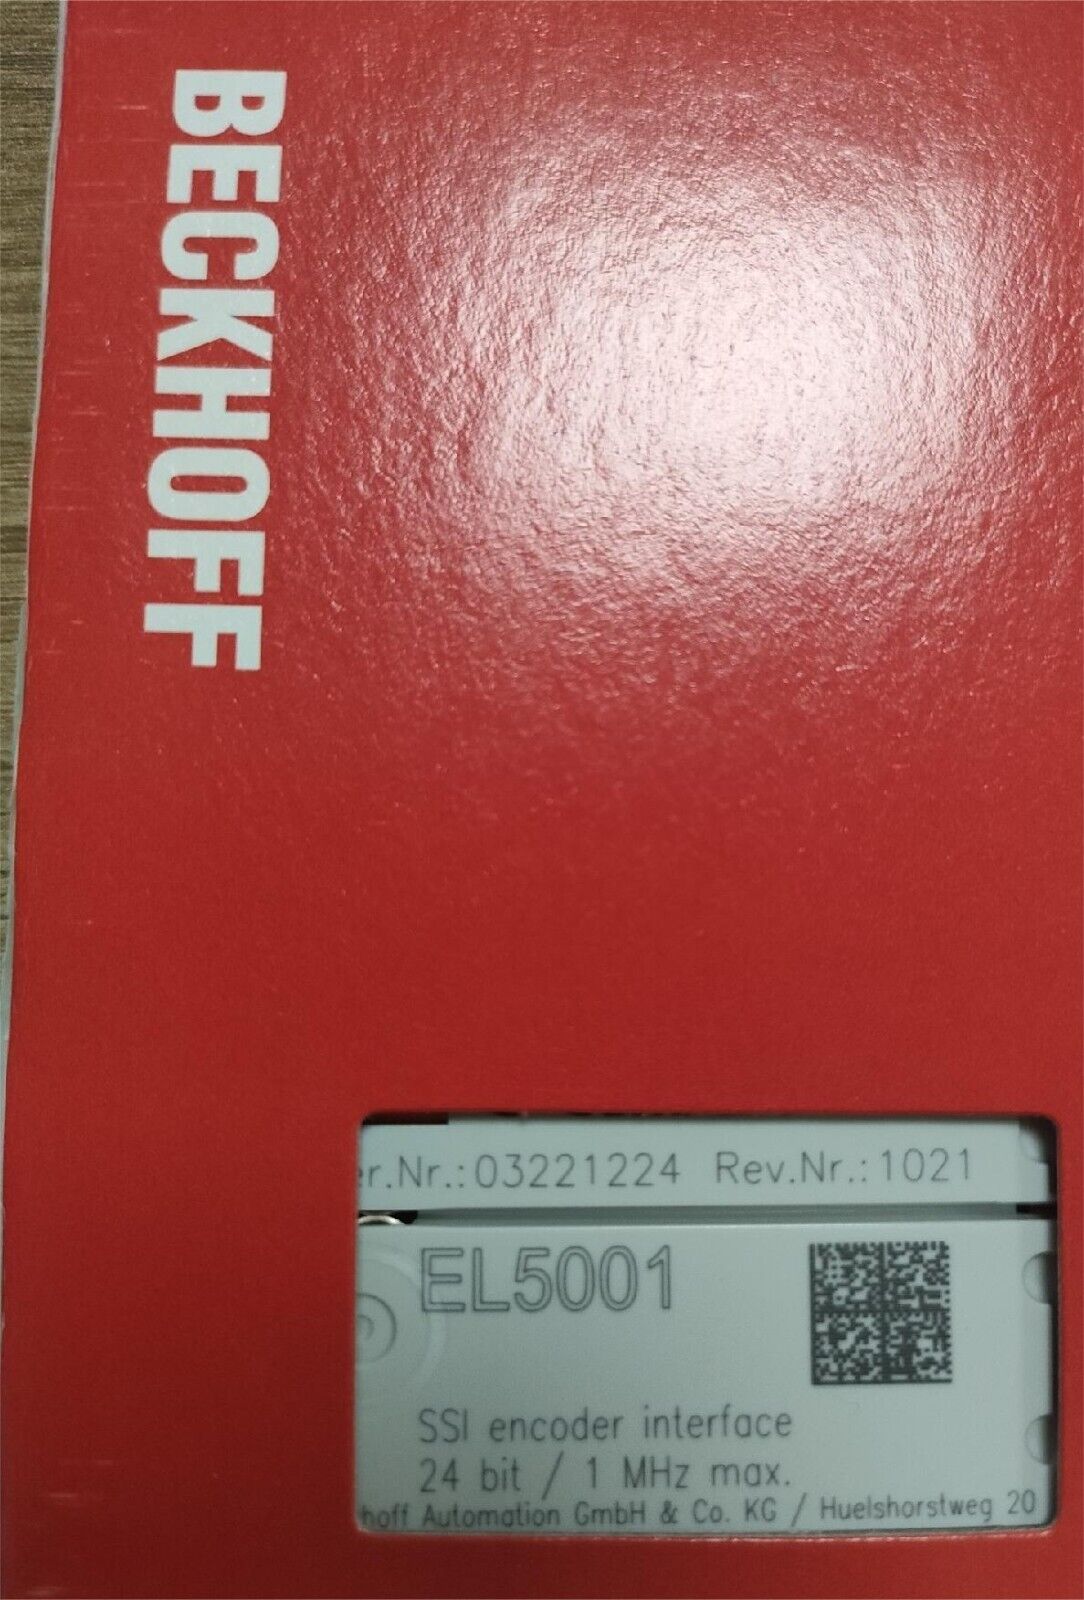 BECKHOFF
er.Nr.:03221224 Rev.Nr.:1021
EL5001
SSI encoder interface
24 bit / 1 MHz max.
hoff Automation GmbH & Co. KG / Huelshorstweg 20